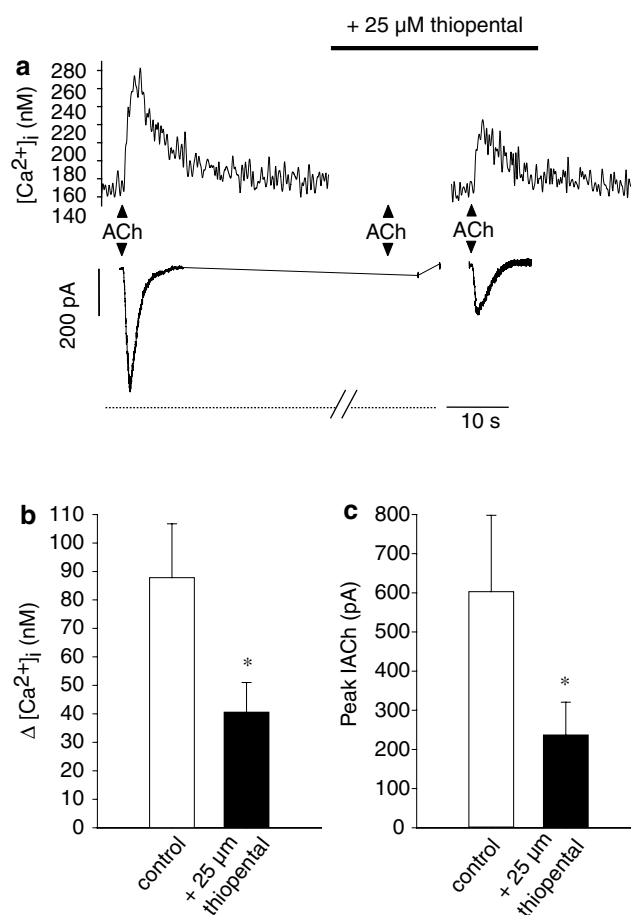 + 25 µM thiopental
a
[Ca2+]i (nM)
280
260
240
220
200
180
160
140
ACh
ACh
ACh
200 pA
10 s
b
Δ [Ca2+]i (nM)
110
100
90
80
70
60
50
40
30
20
10
0
*
control
+ 25 µm
thiopental
c
Peak IACh (pA)
800
700
600
500
400
300
200
100
0
*
control
+ 25 µm
thiopental